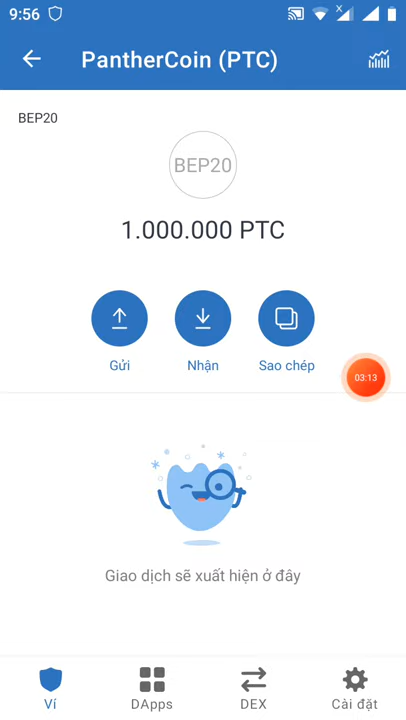 9:56
x
PantherCoin (PTC)
BEP20
BEP20
1.000.000 PTC
Gửi
Nhận
Sao chép
03:13
Giao dịch sẽ xuất hiện ở đây
Ví
DApps
DEX
Cài đặt